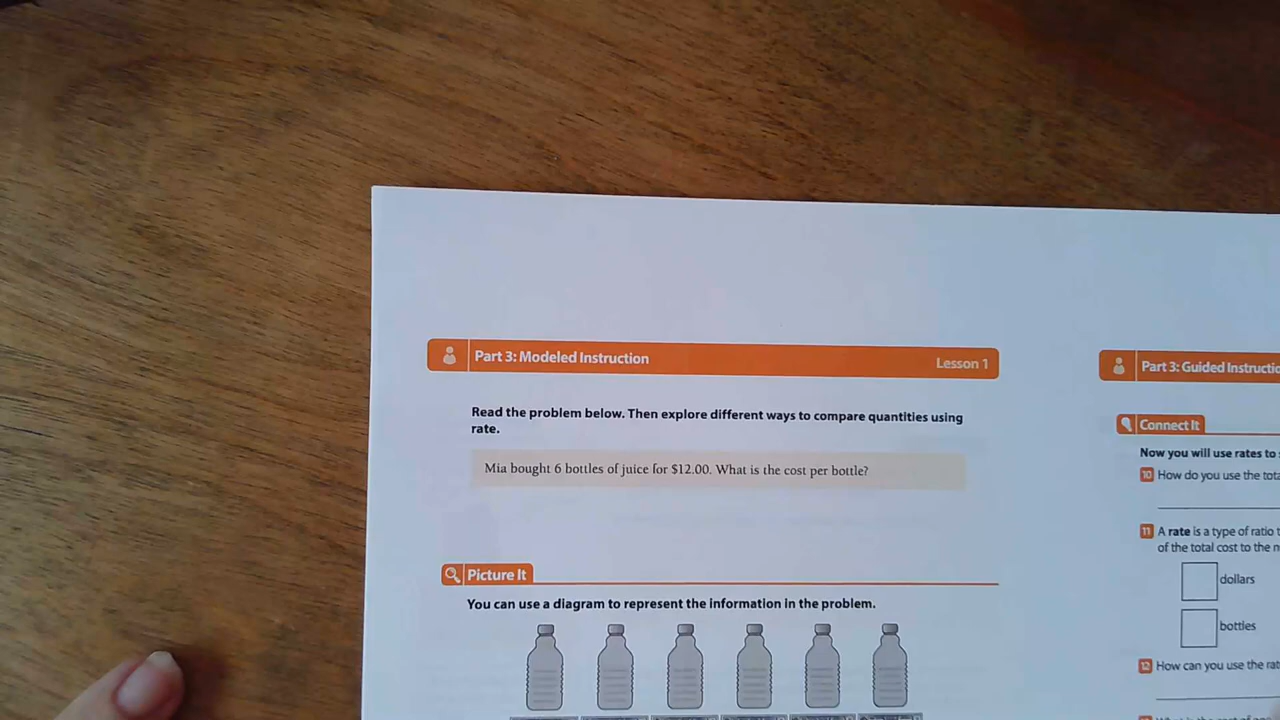 Part 3: Modeled Instruction
Lesson 1
Read the problem below. Then explore different ways to compare quantities using
rate.
Mia bought 6 bottles of juice for $12.00. What is the cost per bottle?
Picture It
You can use a diagram to represent the information in the problem.
Part 3: Guided
Connect It
Now you will use rates to
10 How do you use the
11 A rate is a type of ratio
of the total cost to the
dollars
bottles
12 How can you use the